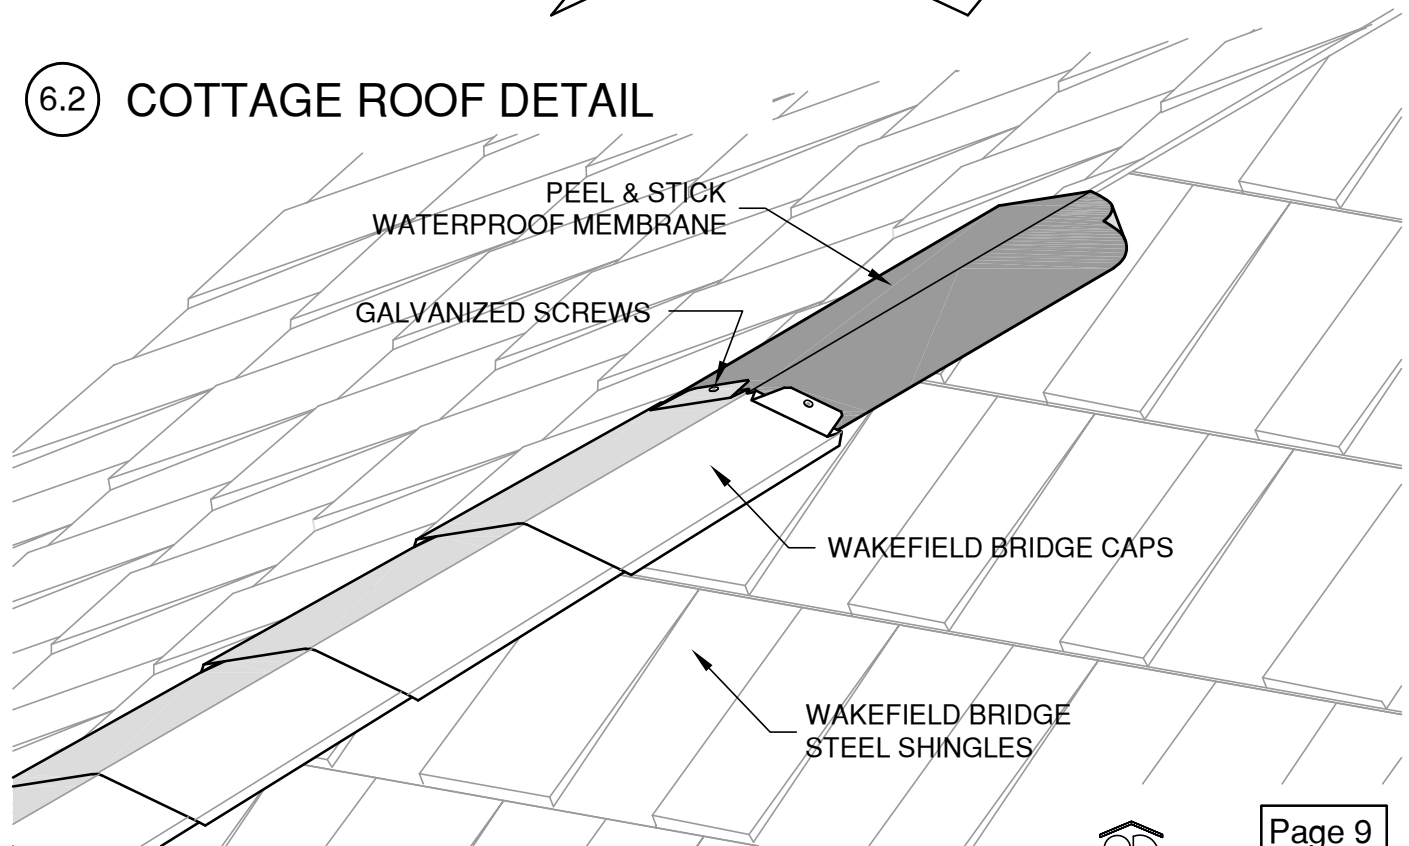 6.2 COTTAGE ROOF DETAIL
PEEL & STICK
WATERPROOF MEMBRANE
GALVANIZED SCREWS
WAKEFIELD BRIDGE CAPS
WAKEFIELD BRIDGE
STEEL SHINGLES
Page 9